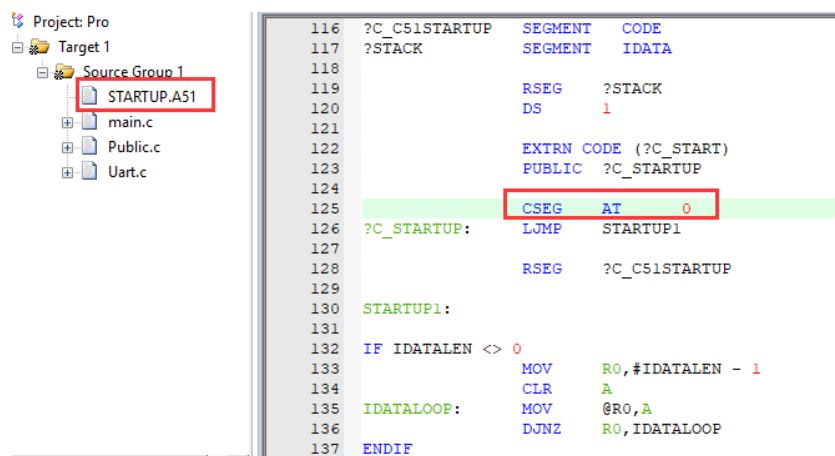 Project: Pro
Target 1
Source Group 1
STARTUP.A51
main.c
Public.c
Uart.c
116 ?C_C51STARTUP SEGMENT CODE
117 ?STACK SEGMENT IDATA
118
119 RSEG ?STACK
120 DS 1
121
122 EXTRN CODE (?C_START)
123 PUBLIC ?C_STARTUP
124
125 CSEG AT 0
126 ?C_STARTUP: LJMP STARTUP1
127
128 RSEG ?C_C51STARTUP
129
130 STARTUP1:
131
132 IF IDATALEN <> 0
133 MOV R0,#IDATALEN - 1
134 CLR A
135 IDATALOOP: MOV @R0,A
136 DJNZ R0,IDATALOOP
137 ENDIF